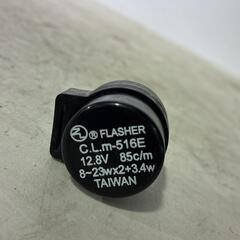 ® FLASHER
C.L.m-516E
12.8V 85c/m
8~23wx2+3.4w
TAIWAN